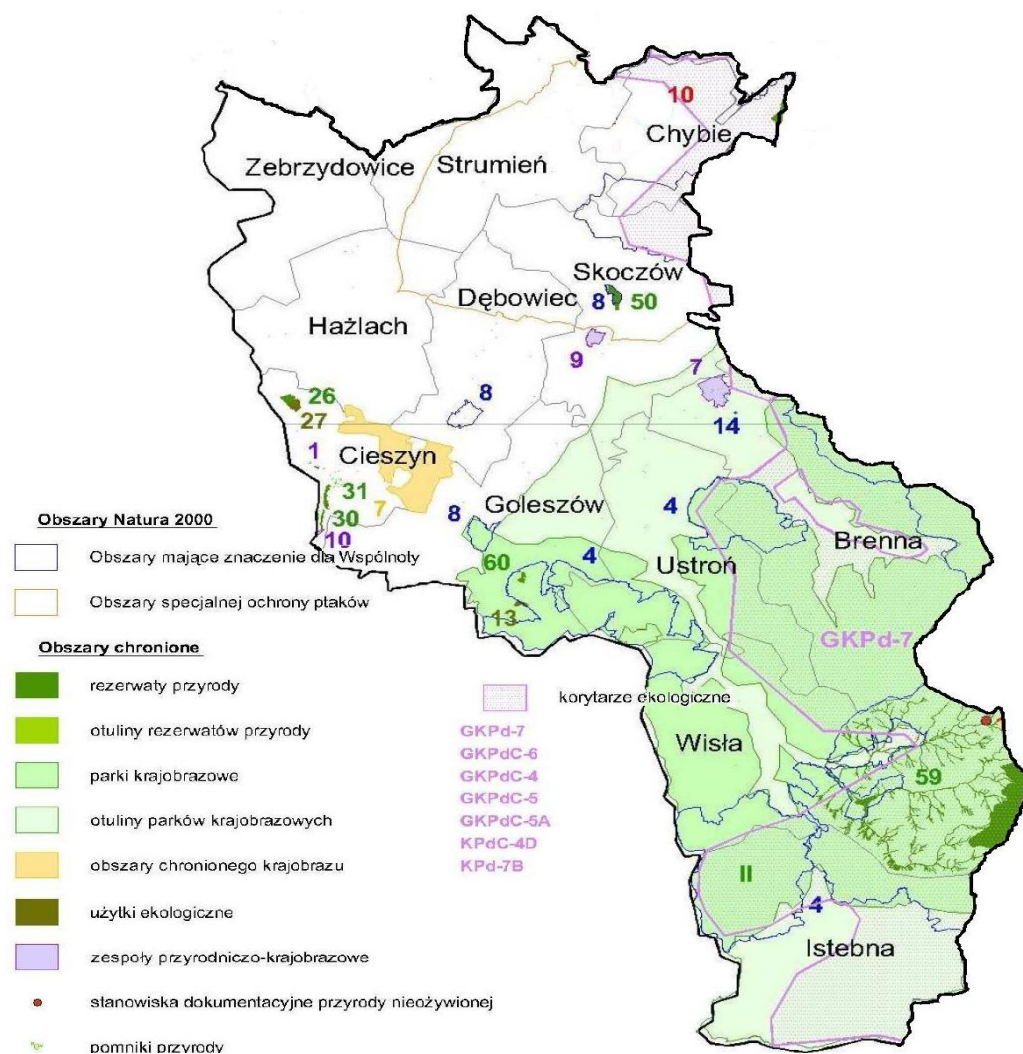 10
Chybie
Zebrzydowice
Strumień
Skoczów
Dębowiec
8
50
Hażlach
9
7
26
8
27
14
1
Cieszyn
31
7
Goleszów
4
8
30
10
Brenna
60
4
Ustroń
13
GKPd-7
Wisła
59
II
4
Istebna
Obszary Natura 2000
Obszary mające znaczenie dla Wspólnoty
Obszary specjalnej ochrony ptaków
Obszary chronione
rezerwaty przyrody
otuliny rezerwatów przyrody
parki krajobrazowe
otuliny parków krajobrazowych
obszary chronionego krajobrazu
użytki ekologiczne
zespoły przyrodniczo-krajobrazowe
stanowiska dokumentacyjne przyrody nieożywionej
pomniki przyrody
korytarze ekologiczne
GKPd-7
GKPdC-6
GKPdC-4
GKPdC-5
GKPdC-5A
KPdC-4D
KPd-7B